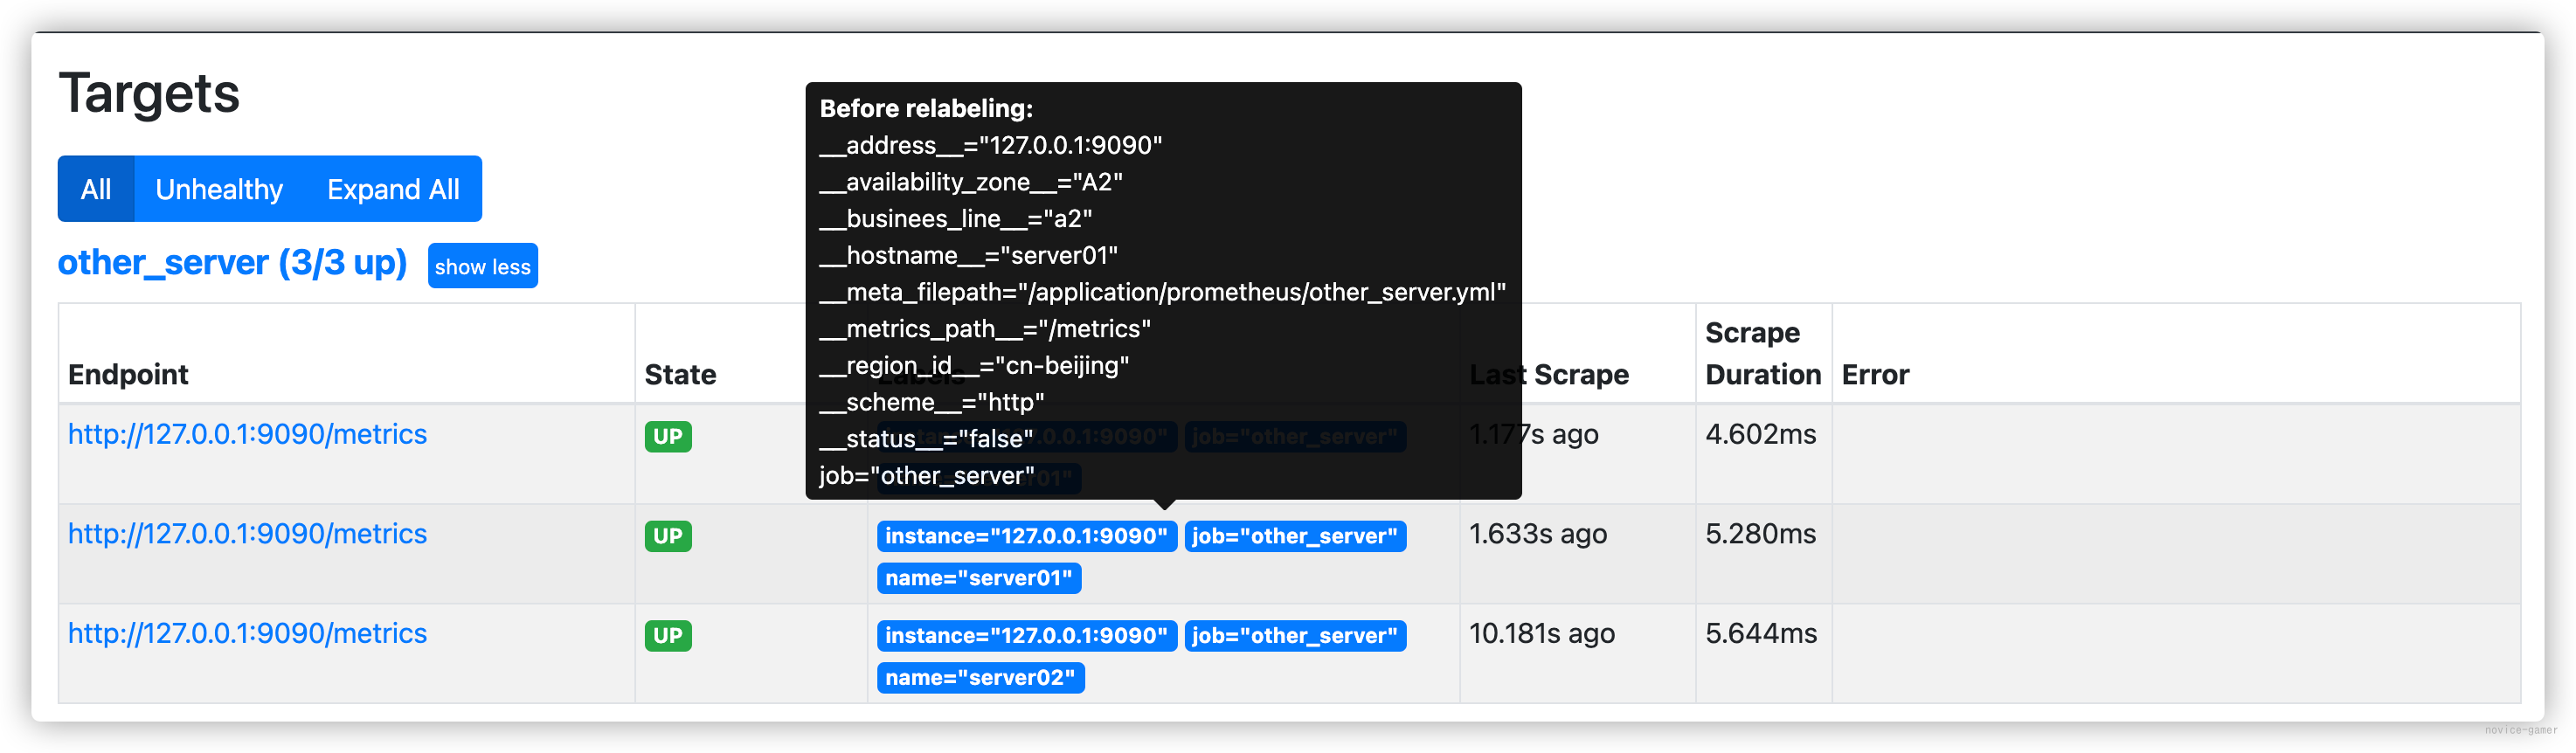 Targets
All Unhealthy Expand All
other_server (3/3 up) show less
Before relabeling:
__address__="127.0.0.1:9090"
__availability_zone__="A2"
__businees_line__="a2"
__hostname__="server01"
__meta_filepath="/application/prometheus/other_server.yml"
__metrics_path__="/metrics"
__region_id__="cn-beijing"
__scheme__="http"
__status__="false"
job="other_server"
Endpoint State Labels Last Scrape Scrape Duration Error
http://127.0.0.1:9090/metrics UP job="other_server" 1.177s ago 4.602ms
http://127.0.0.1:9090/metrics UP instance="127.0.0.1:9090" job="other_server" 1.633s ago 5.280ms
name="server01"
http://127.0.0.1:9090/metrics UP instance="127.0.0.1:9090" job="other_server" 10.181s ago 5.644ms
name="server02"
novice-gamer